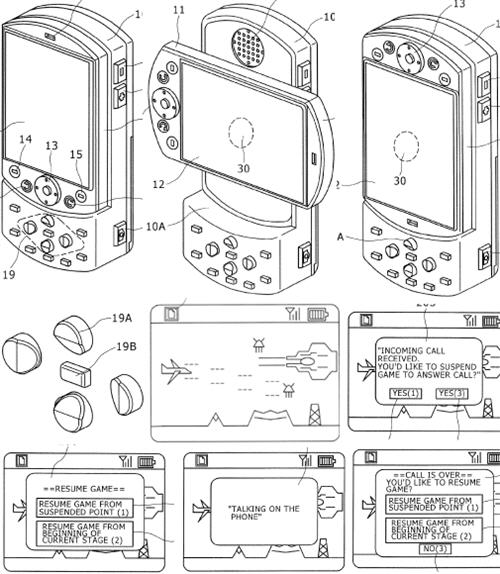 13
14
15
19
11
10
12
30
10A
13
30
19A
19B
"INCOMING CALL
RECEIVED.
YOU'D LIKE TO SUSPEND
GAME TO ANSWER CALL?"
YES(1)
YES(3)
==RESUME GAME==
RESUME GAME FROM
SUSPENDED POINT (1)
RESUME GAME FROM
BEGINNING OF
CURRENT STAGE (2)
"TALKING ON THE
PHONE"
==CALL IS OVER==
YOU'D LIKE TO RESUME
GAME?
RESUME GAME FROM
SUSPENDED POINT (1)
RESUME GAME FROM
BEGINNING OF
CURRENT STAGE (2)
NO(3)